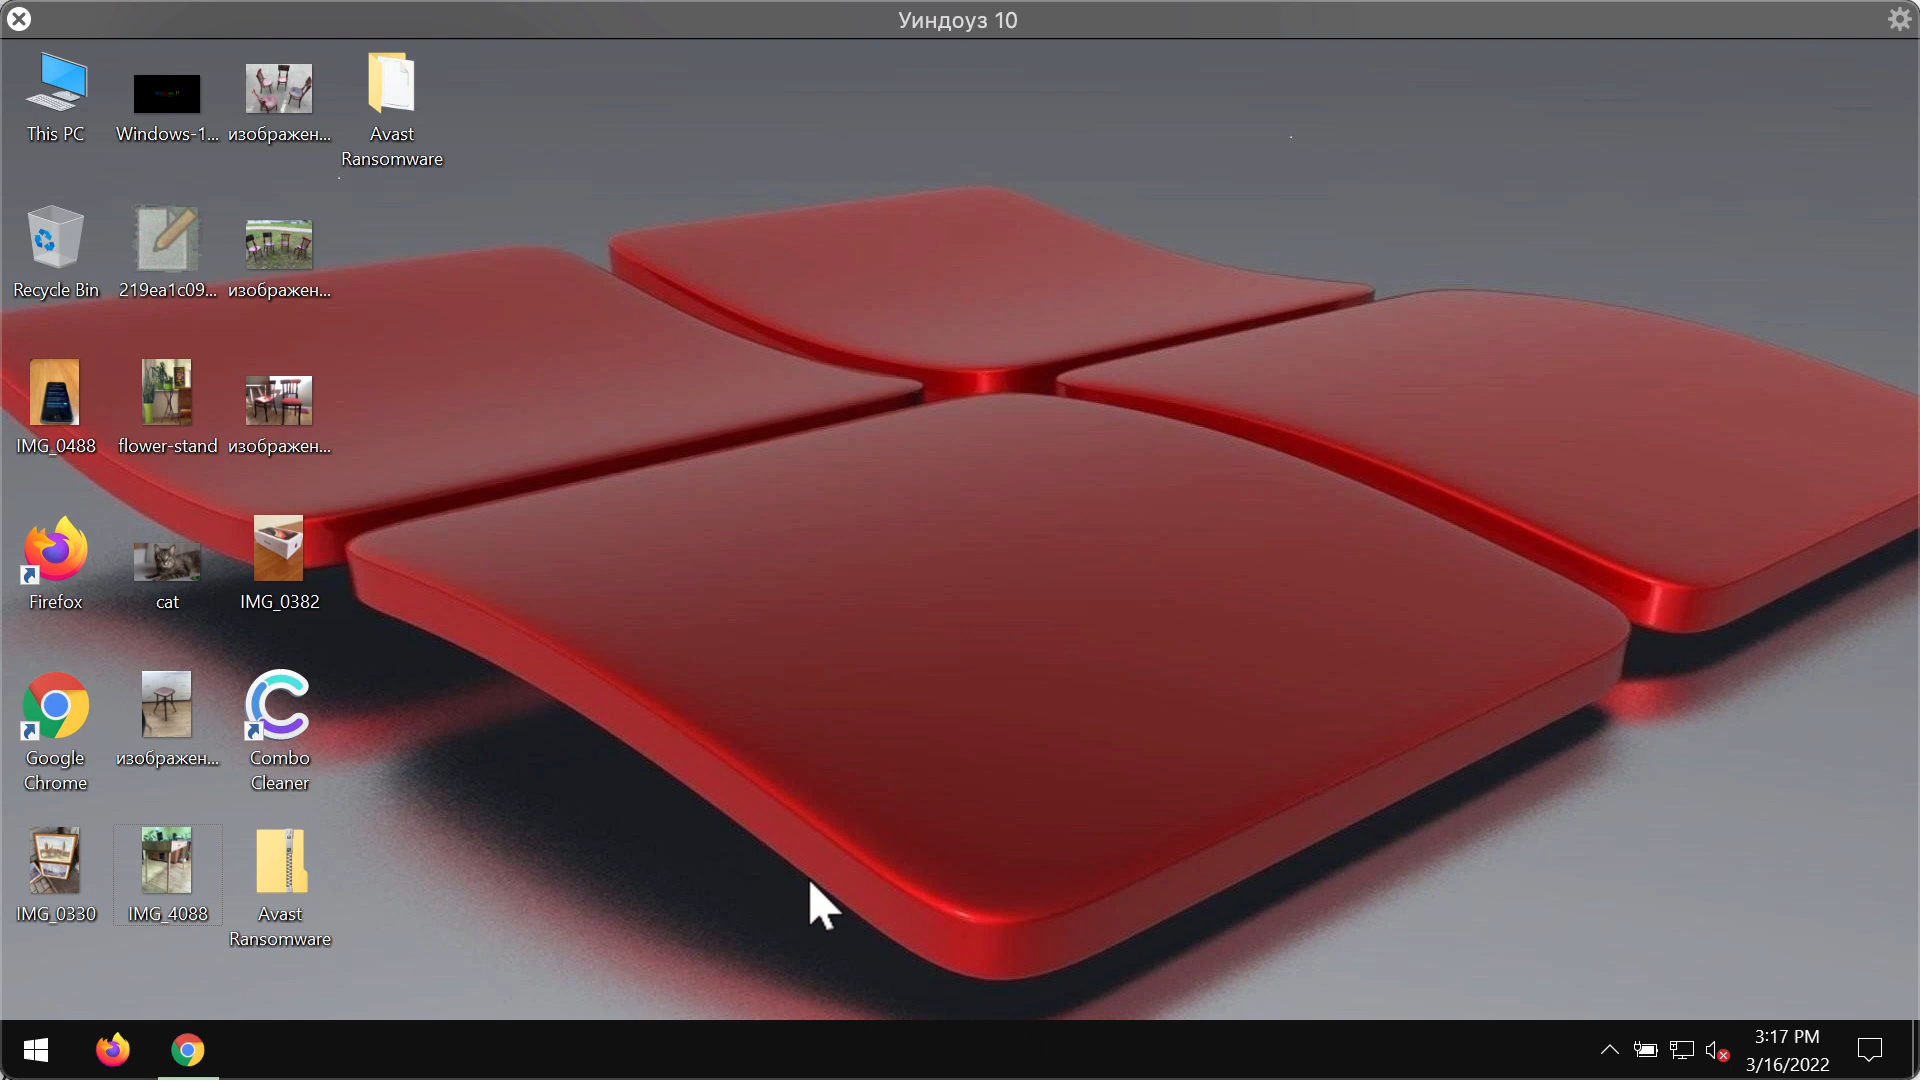 Уиндоуз 10
This PC
Windows-1...
изображен...
Avast
Ransomware
Recycle Bin
219ea1c09...
изображен...
IMG_0488
flower-stand
изображен...
Firefox
cat
IMG_0382
Google
Chrome
изображен...
Combo
Cleaner
IMG_0330
IMG_4088
Avast
Ransomware
3:17 PM
3/16/2022